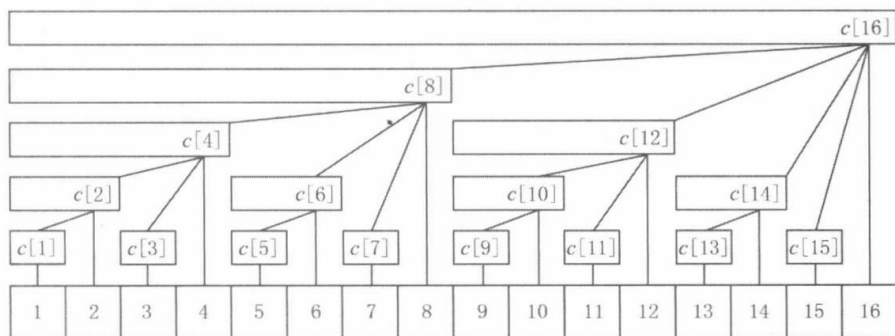 c[16]
c[8]
c[4] c[12]
c[2] c[6] c[10] c[14]
c[1] c[3] c[5] c[7] c[9] c[11] c[13] c[15]
1 2 3 4 5 6 7 8 9 10 11 12 13 14 15 16